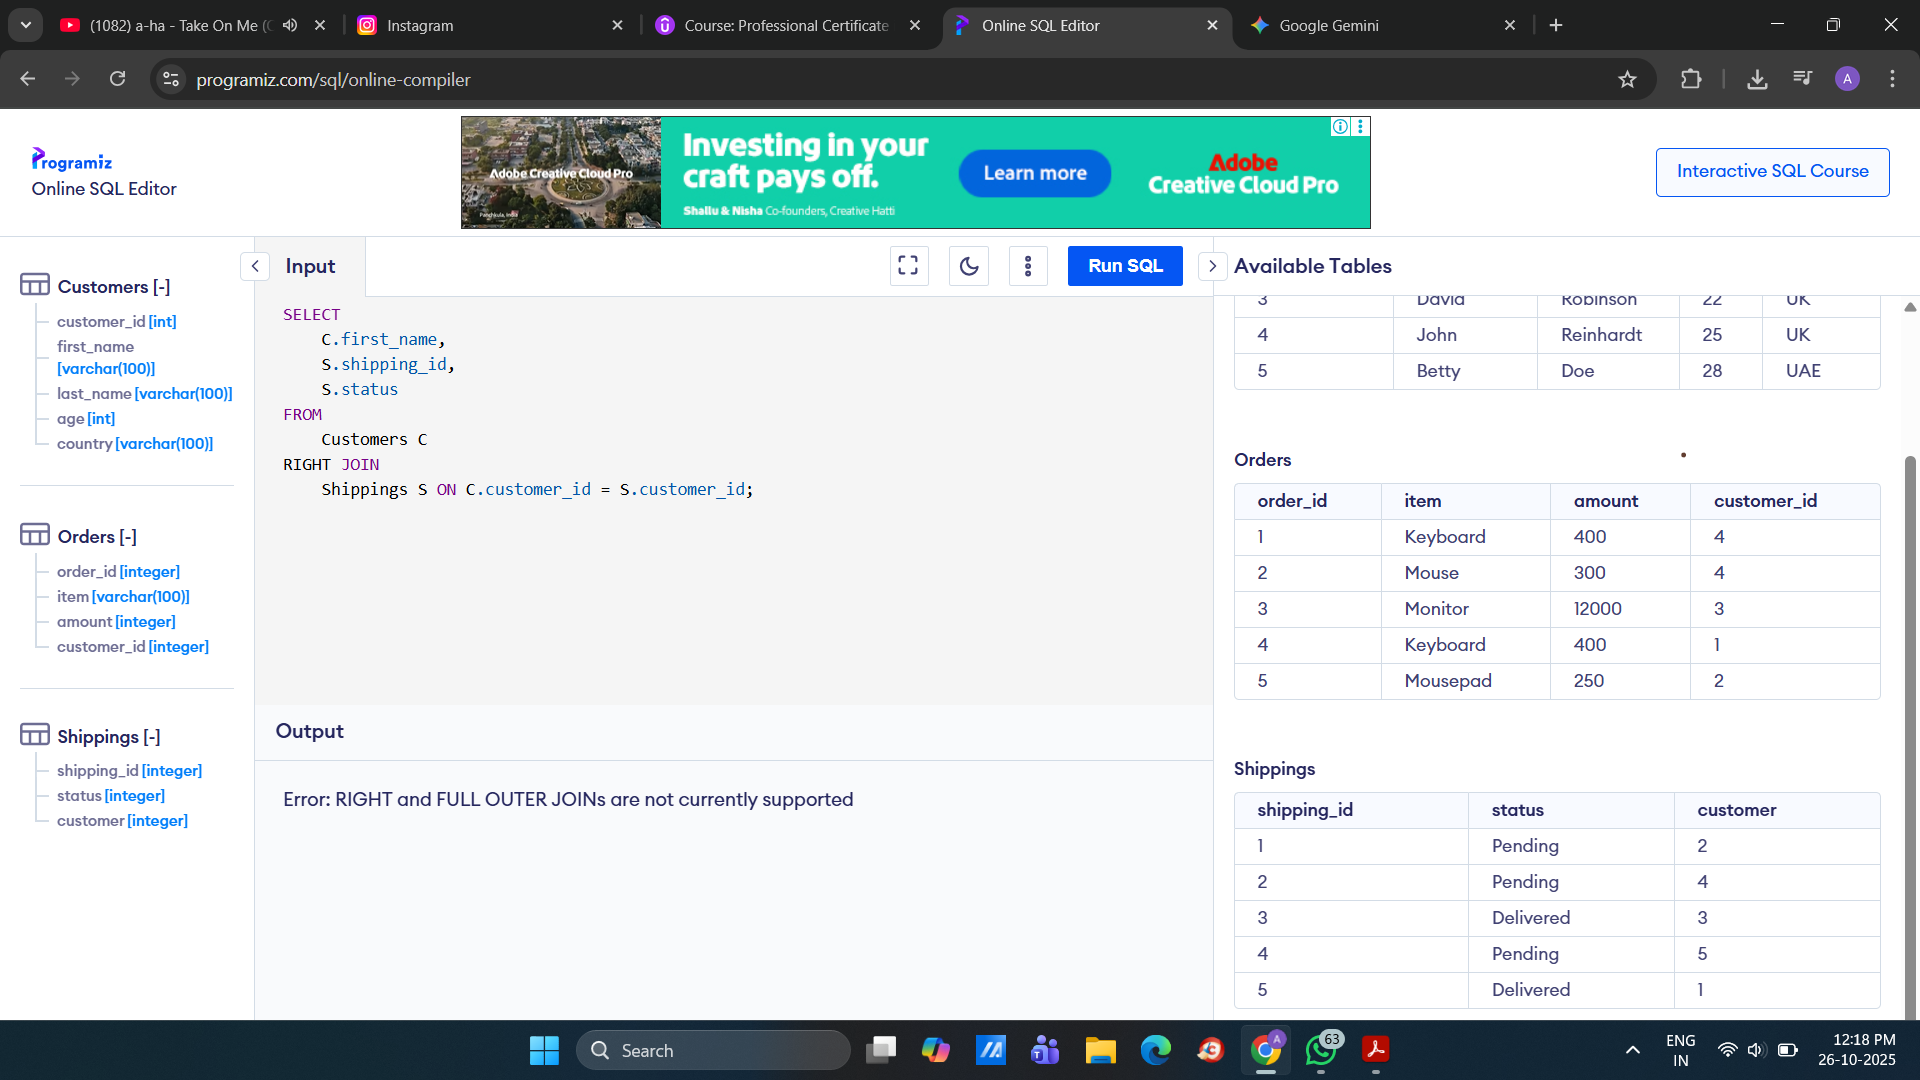 (1082) a-ha - Take On Me (
Instagram
Course: Professional Certificate
Online SQL Editor
Google Gemini
programiz.com/sql/online-compiler
A
Programiz
Online SQL Editor
Adobe Creative Cloud Pro
Panchkula, India
Investing in your
craft pays off.
Shallu & Nisha Co-founders, Creative Hatti
Learn more
Adobe
Creative Cloud Pro
Interactive SQL Course
Customers [-]
customer_id [int]
first_name
[varchar(100)]
last_name [varchar(100)]
age [int]
country [varchar(100)]
Orders [-]
order_id [integer]
item [varchar(100)]
amount [integer]
customer_id [integer]
Shippings [-]
shipping_id [integer]
status [integer]
customer [integer]
Input
Run SQL
SELECT
C.first_name,
S.shipping_id,
S.status
FROM
Customers C
RIGHT JOIN
Shippings S ON C.customer_id = S.customer_id;
Output
Error: RIGHT and FULL OUTER JOINs are not currently supported
Available Tables
3 David Robinson 22 UK
4 John Reinhardt 25 UK
5 Betty Doe 28 UAE
Orders
order_id item amount customer_id
1 Keyboard 400 4
2 Mouse 300 4
3 Monitor 12000 3
4 Keyboard 400 1
5 Mousepad 250 2
Shippings
shipping_id status customer
1 Pending 2
2 Pending 4
3 Delivered 3
4 Pending 5
5 Delivered 1
Search
A
63
ENG
IN
12:18 PM
26-10-2025